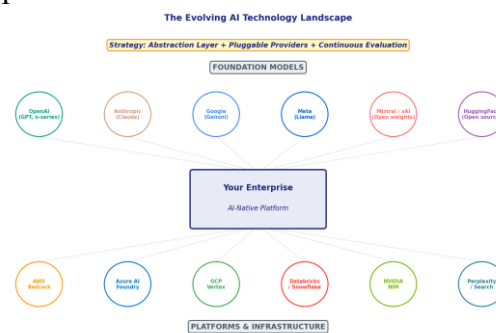 The Evolving AI Technology Landscape
Strategy: Abstraction Layer + Pluggable Providers + Continuous Evaluation
FOUNDATION MODELS
OpenAI
(GPT, o-series)
Anthropic
(Claude)
Google
(Gemini)
Meta
(Llama)
Mistral / xAI
(Open weights)
HuggingFac
(Open sourc
Your Enterprise
AI-Native Platform
AWS
Bedrock
Azure AI
Foundry
GCP
Vertex
Databricks
/ Snowflake
NVIDIA
NIM
Perplexity
/ Search
PLATFORMS & INFRASTRUCTURE